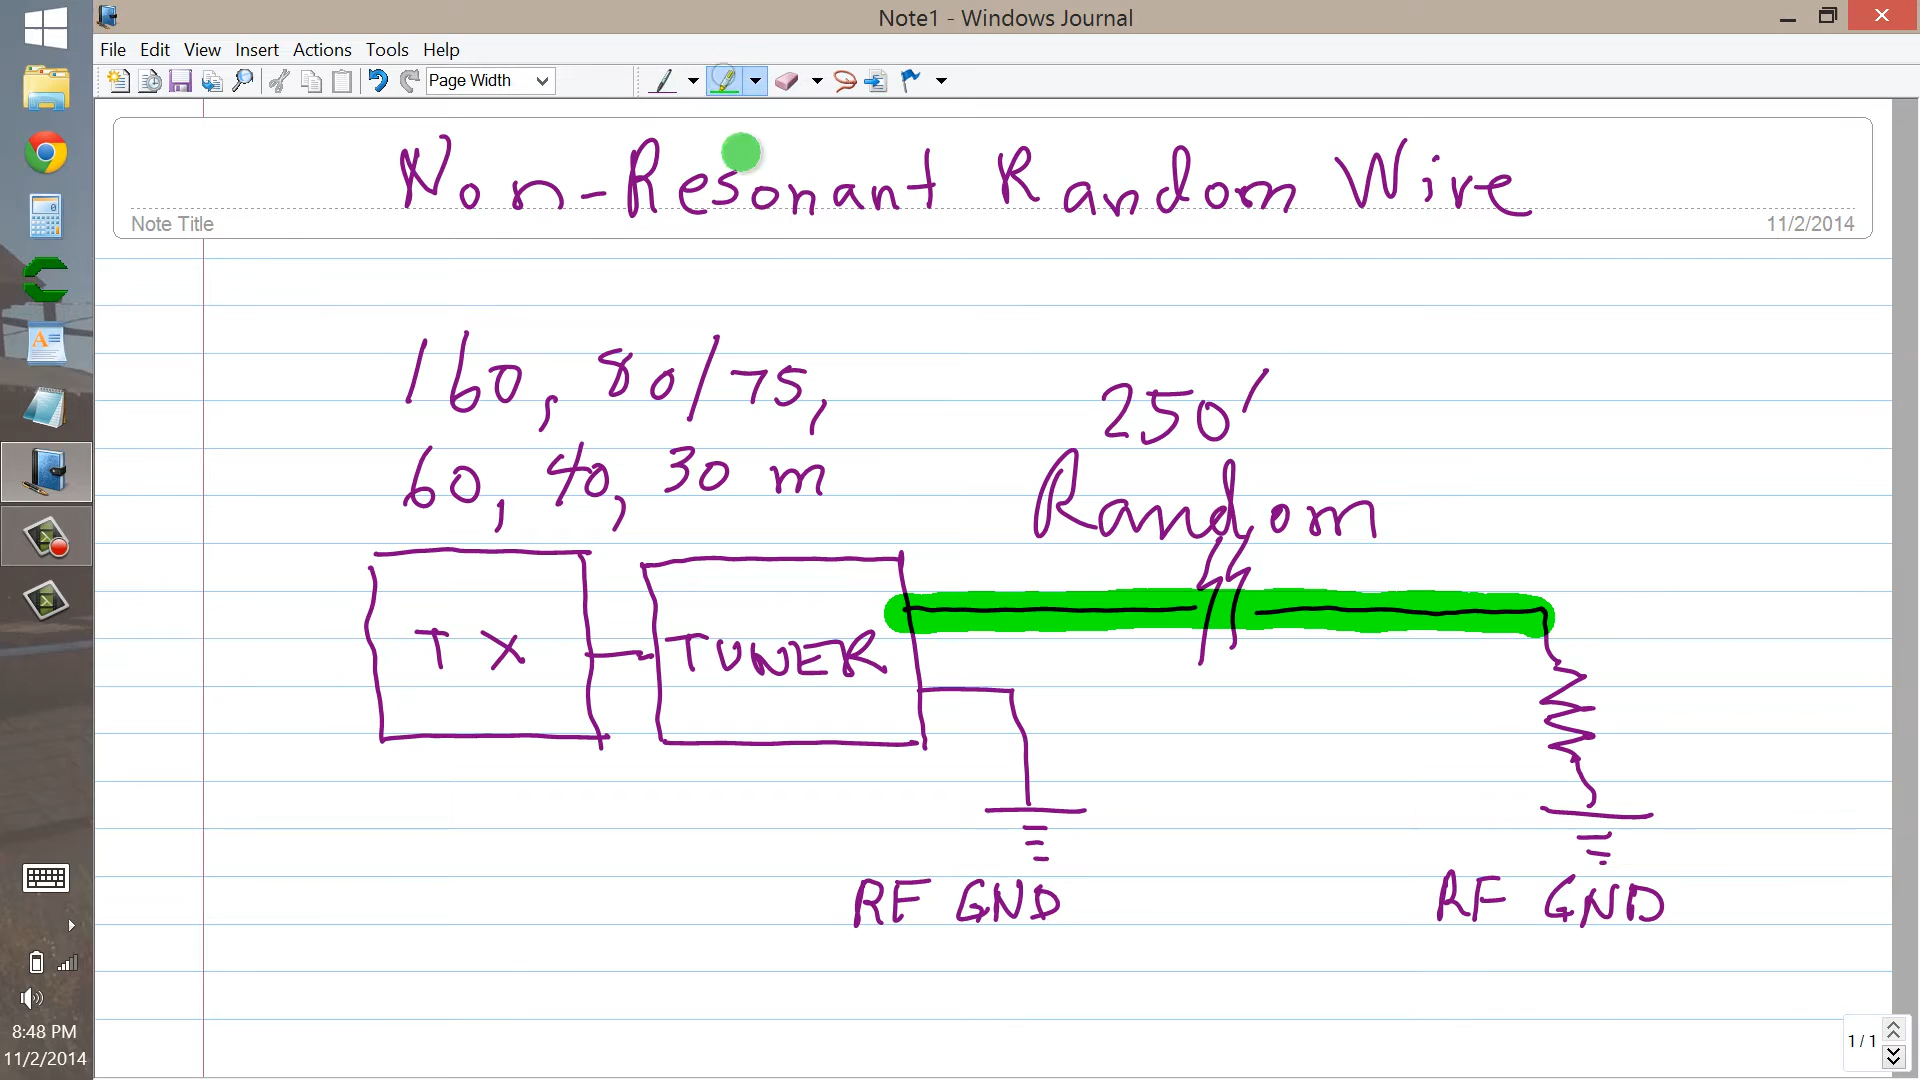 Note1 - Windows Journal
File Edit View Insert Actions Tools Help
Page Width
Non-Resonant Random Wire
Note Title
11/2/2014
160, 80/75,
60, 40, 30 m
250'
Random
TX
TUNER
RF GND
RF GND
8:48 PM
11/2/2014
1 / 1